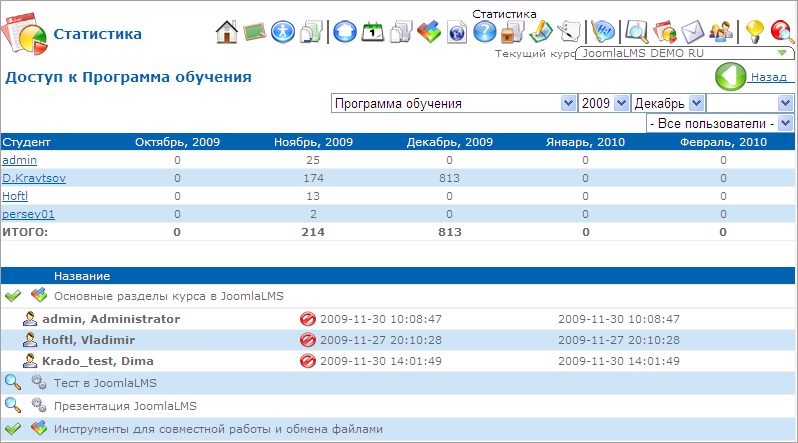 Статистика
Статистика
Текущий курс JoomlaLMS DEMO RU
Доступ к Программа обучения
Назад
Программа обучения 2009 Декабрь
- Все пользователи -
Студент Октябрь, 2009 Ноябрь, 2009 Декабрь, 2009 Январь, 2010 Февраль, 2010
admin 0 25 0 0 0
D.Kravtsov 0 174 813 0 0
Hoftl 0 13 0 0 0
persey01 0 2 0 0 0
ИТОГО: 0 214 813 0 0
Название
Основные разделы курса в JoomlaLMS
admin, Administrator 2009-11-30 10:08:47 2009-11-30 10:08:47
Hoftl, Vladimir 2009-11-27 20:10:28 2009-11-27 20:10:28
Krado_test, Dima 2009-11-30 14:01:49 2009-11-30 14:01:49
Тест в JoomlaLMS
Презентация JoomlaLMS
Инструменты для совместной работы и обмена файлами